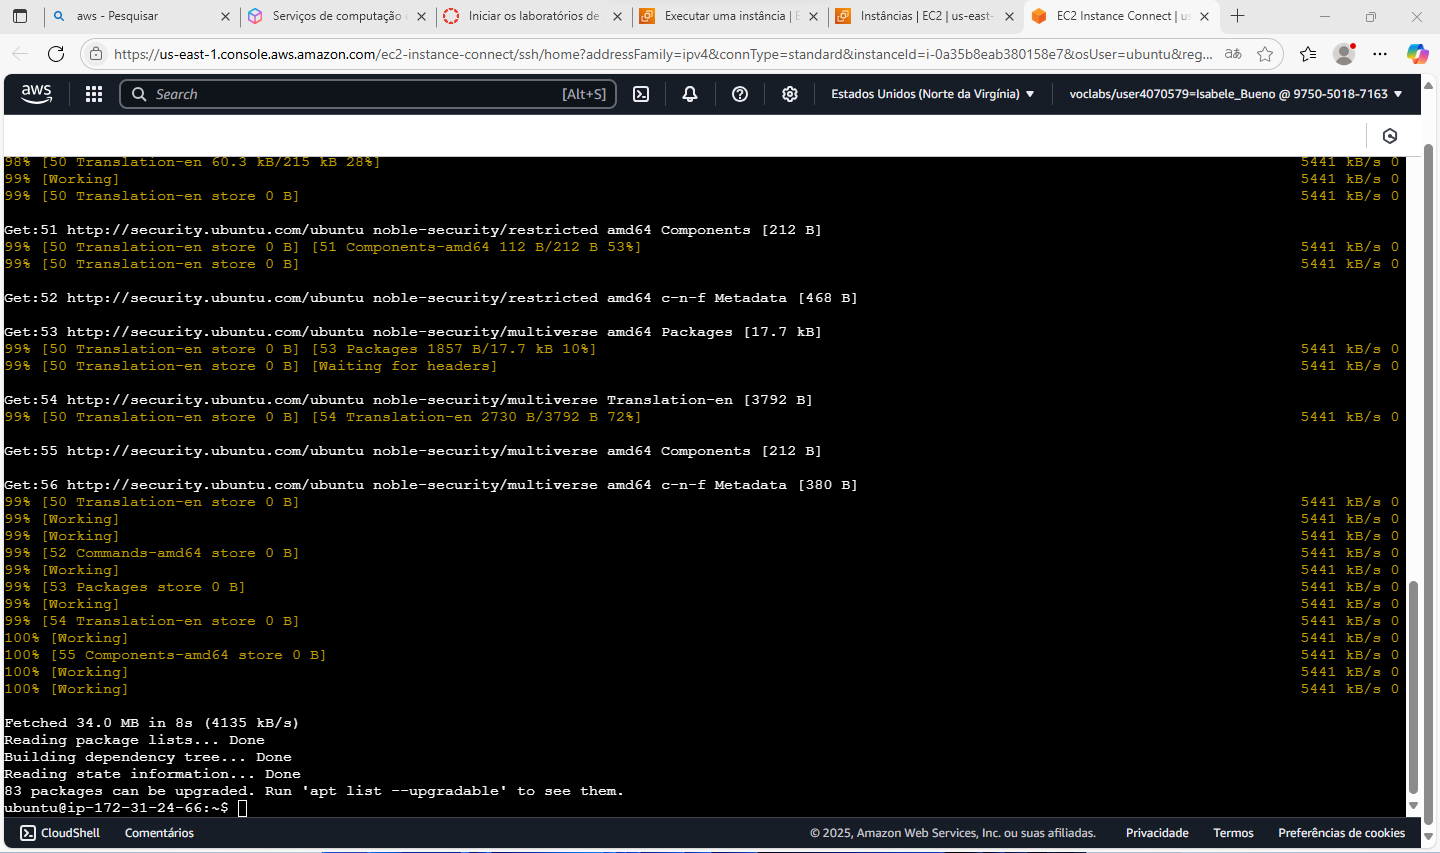 aws - Pesquisar
Serviços de computação
Iniciar os laboratórios de
Executar uma instância | E
Instâncias | EC2 | us-east-
EC2 Instance Connect | us
https://us-east-1.console.aws.amazon.com/ec2-instance-connect/ssh/home?addressFamily=ipv4&connType=standard&instanceId=i-0a35b8eab380158e7&osUser=ubuntu&reg...
aws
Search [Alt+S]
Estados Unidos (Norte da Virgínia)
voclabs/user4070579=Isabele_Bueno @ 9750-5018-7163
98% [50 Translation-en 60.3 kB/215 kB 28%] 5441 kB/s 0
99% [Working] 5441 kB/s 0
99% [50 Translation-en store 0 B] 5441 kB/s 0
Get:51 http://security.ubuntu.com/ubuntu noble-security/restricted amd64 Components [212 B]
99% [50 Translation-en store 0 B] [51 Components-amd64 112 B/212 B 53%] 5441 kB/s 0
99% [50 Translation-en store 0 B] 5441 kB/s 0
Get:52 http://security.ubuntu.com/ubuntu noble-security/restricted amd64 c-n-f Metadata [468 B]
Get:53 http://security.ubuntu.com/ubuntu noble-security/multiverse amd64 Packages [17.7 kB]
99% [50 Translation-en store 0 B] [53 Packages 1857 B/17.7 kB 10%] 5441 kB/s 0
99% [50 Translation-en store 0 B] [Waiting for headers] 5441 kB/s 0
Get:54 http://security.ubuntu.com/ubuntu noble-security/multiverse Translation-en [3792 B]
99% [50 Translation-en store 0 B] [54 Translation-en 2730 B/3792 B 72%] 5441 kB/s 0
Get:55 http://security.ubuntu.com/ubuntu noble-security/multiverse amd64 Components [212 B]
Get:56 http://security.ubuntu.com/ubuntu noble-security/multiverse amd64 c-n-f Metadata [380 B]
99% [50 Translation-en store 0 B] 5441 kB/s 0
99% [Working] 5441 kB/s 0
99% [Working] 5441 kB/s 0
99% [52 Commands-amd64 store 0 B] 5441 kB/s 0
99% [Working] 5441 kB/s 0
99% [53 Packages store 0 B] 5441 kB/s 0
99% [Working] 5441 kB/s 0
99% [54 Translation-en store 0 B] 5441 kB/s 0
100% [Working] 5441 kB/s 0
100% [55 Components-amd64 store 0 B] 5441 kB/s 0
100% [Working] 5441 kB/s 0
100% [Working] 5441 kB/s 0
Fetched 34.0 MB in 8s (4135 kB/s)
Reading package lists... Done
Building dependency tree... Done
Reading state information... Done
83 packages can be upgraded. Run 'apt list --upgradable' to see them.
ubuntu@ip-172-31-24-66:~$
CloudShell Comentários © 2025, Amazon Web Services, Inc. ou suas afiliadas. Privacidade Termos Preferências de cookies